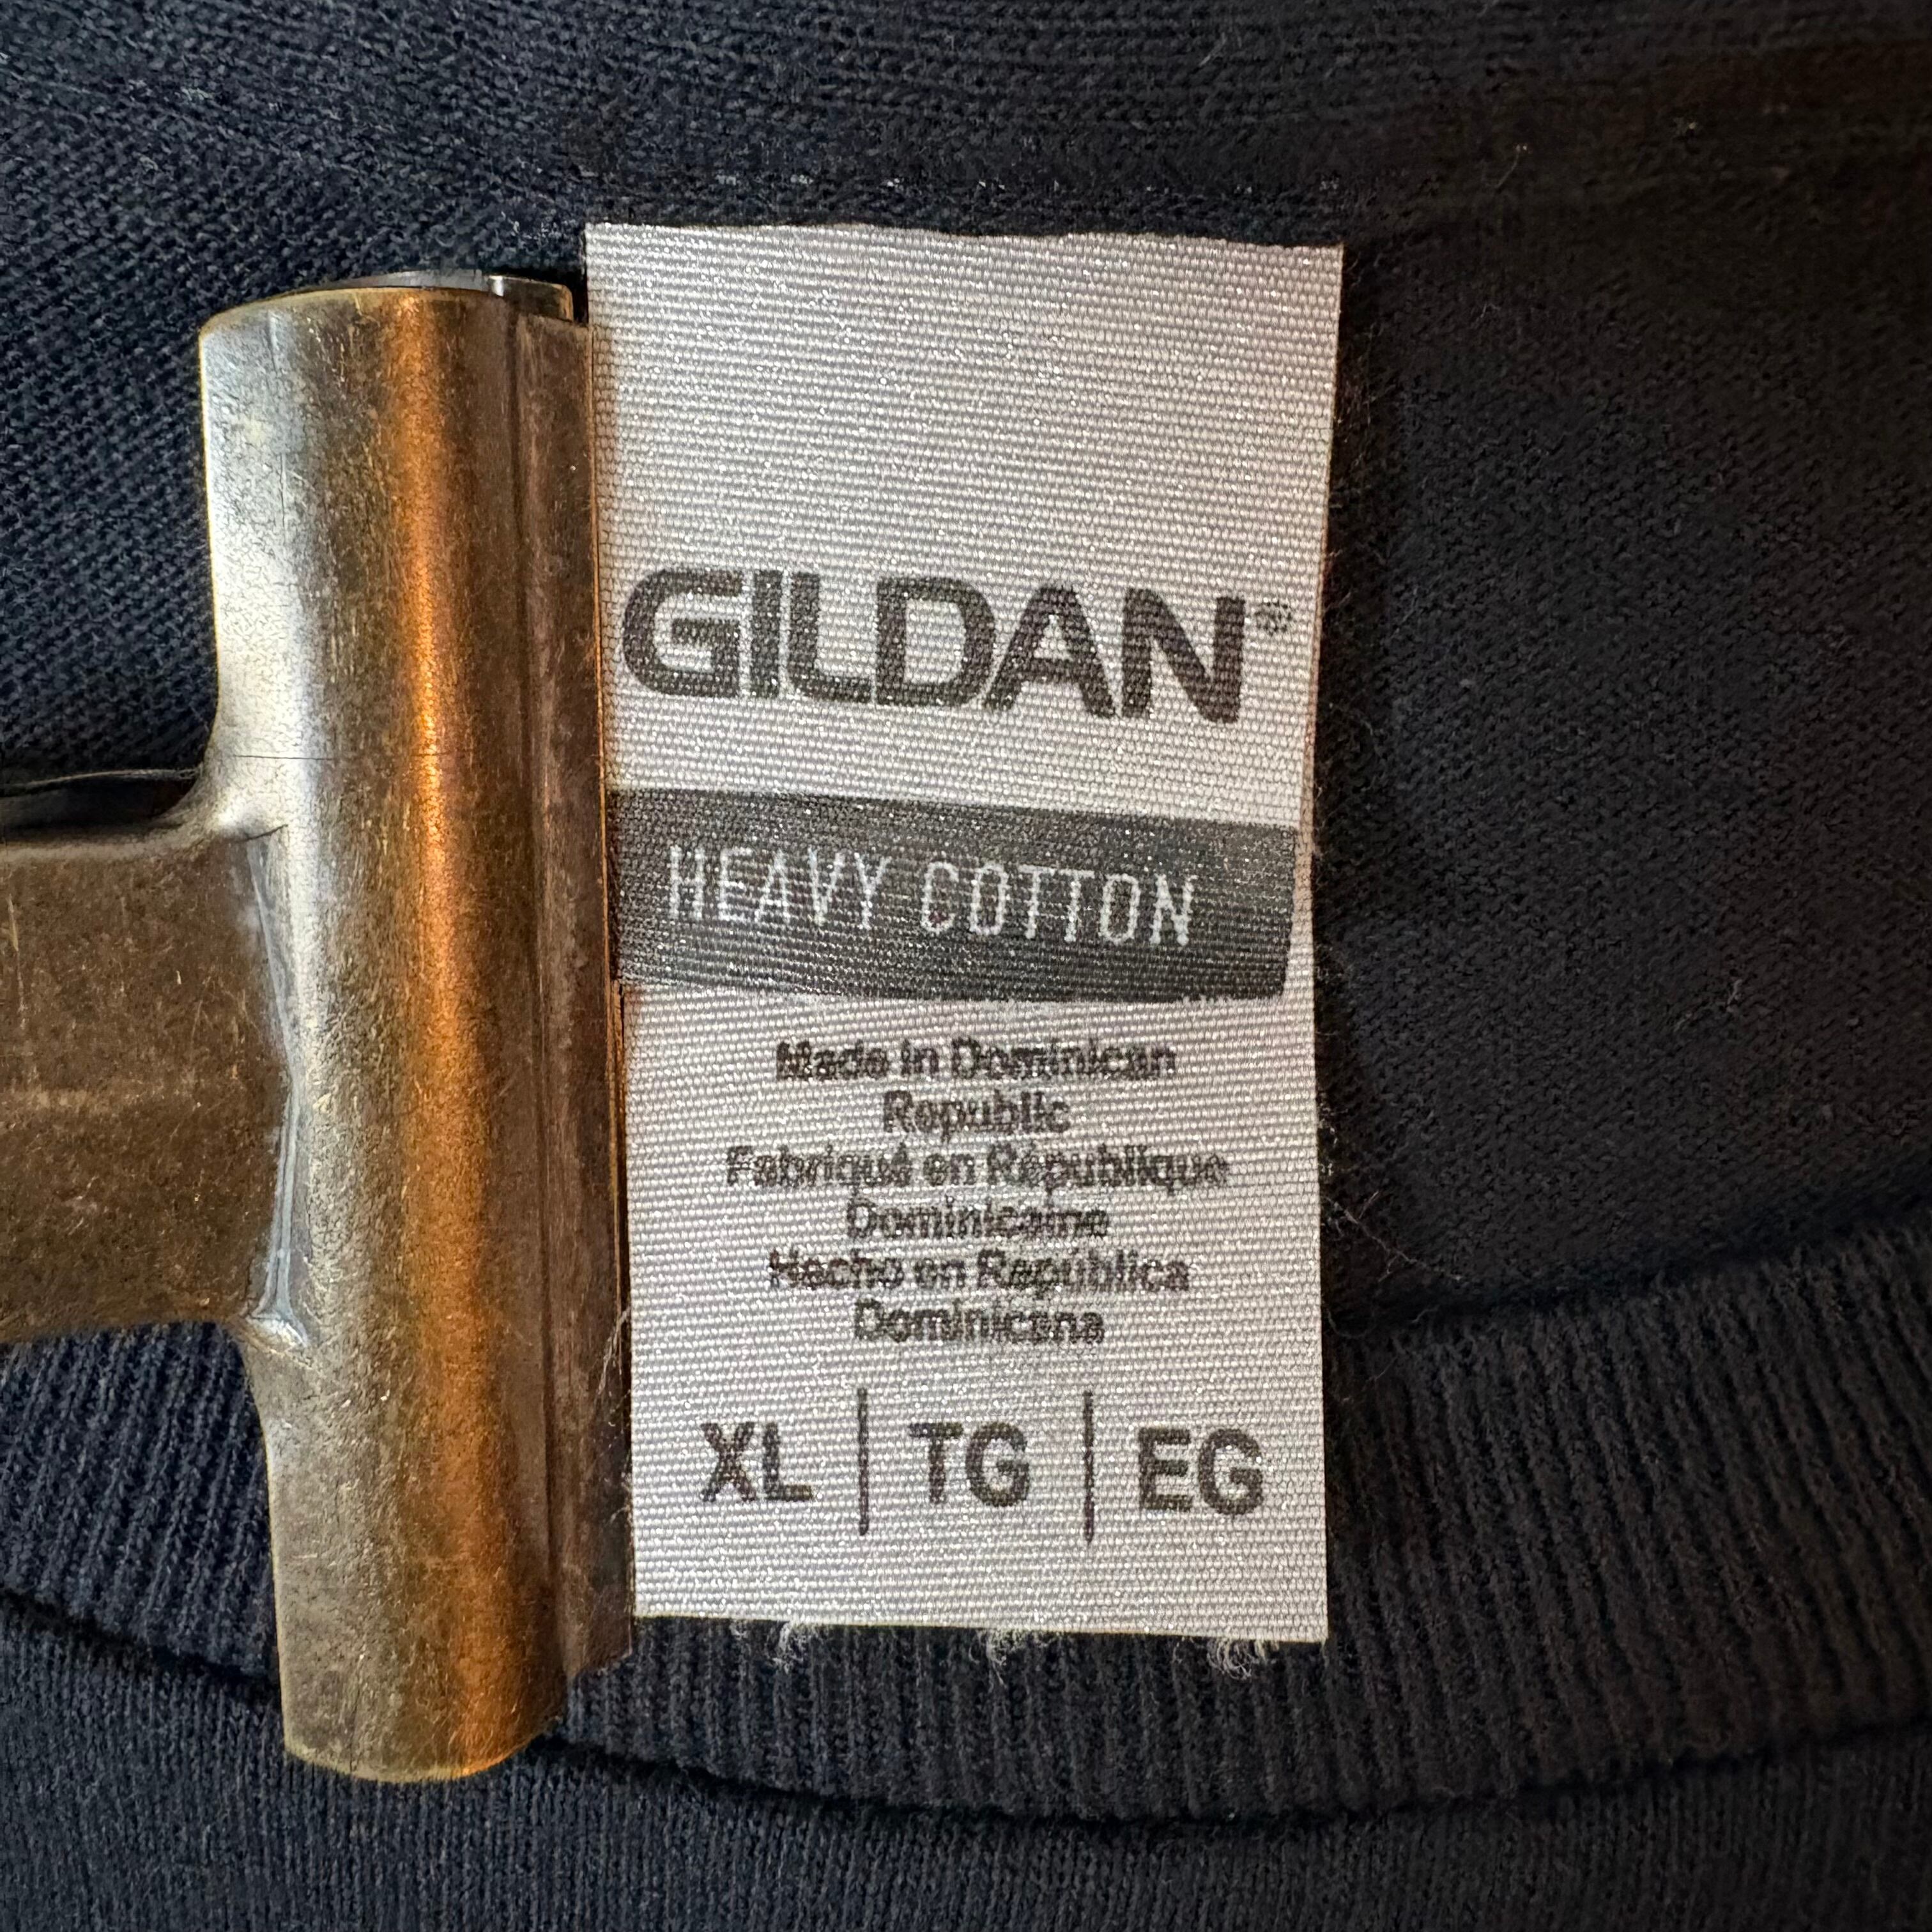 GILDAN®
HEAVY COTTON
Made in Dominican
Republic
Fabriqué en République
Dominicaine
Hecho en República
Dominicana
XL | TG | EG